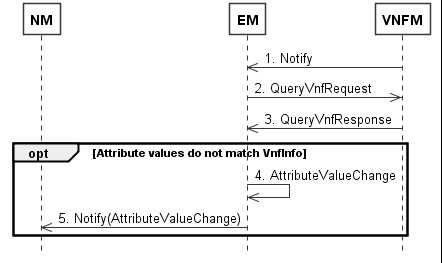 NM EM VNFM
1. Notify
2. QueryVnfRequest
3. QueryVnfResponse
opt [Attribute values do not match VnfInfo]
4. AttributeValueChange
5. Notify(AttributeValueChange)